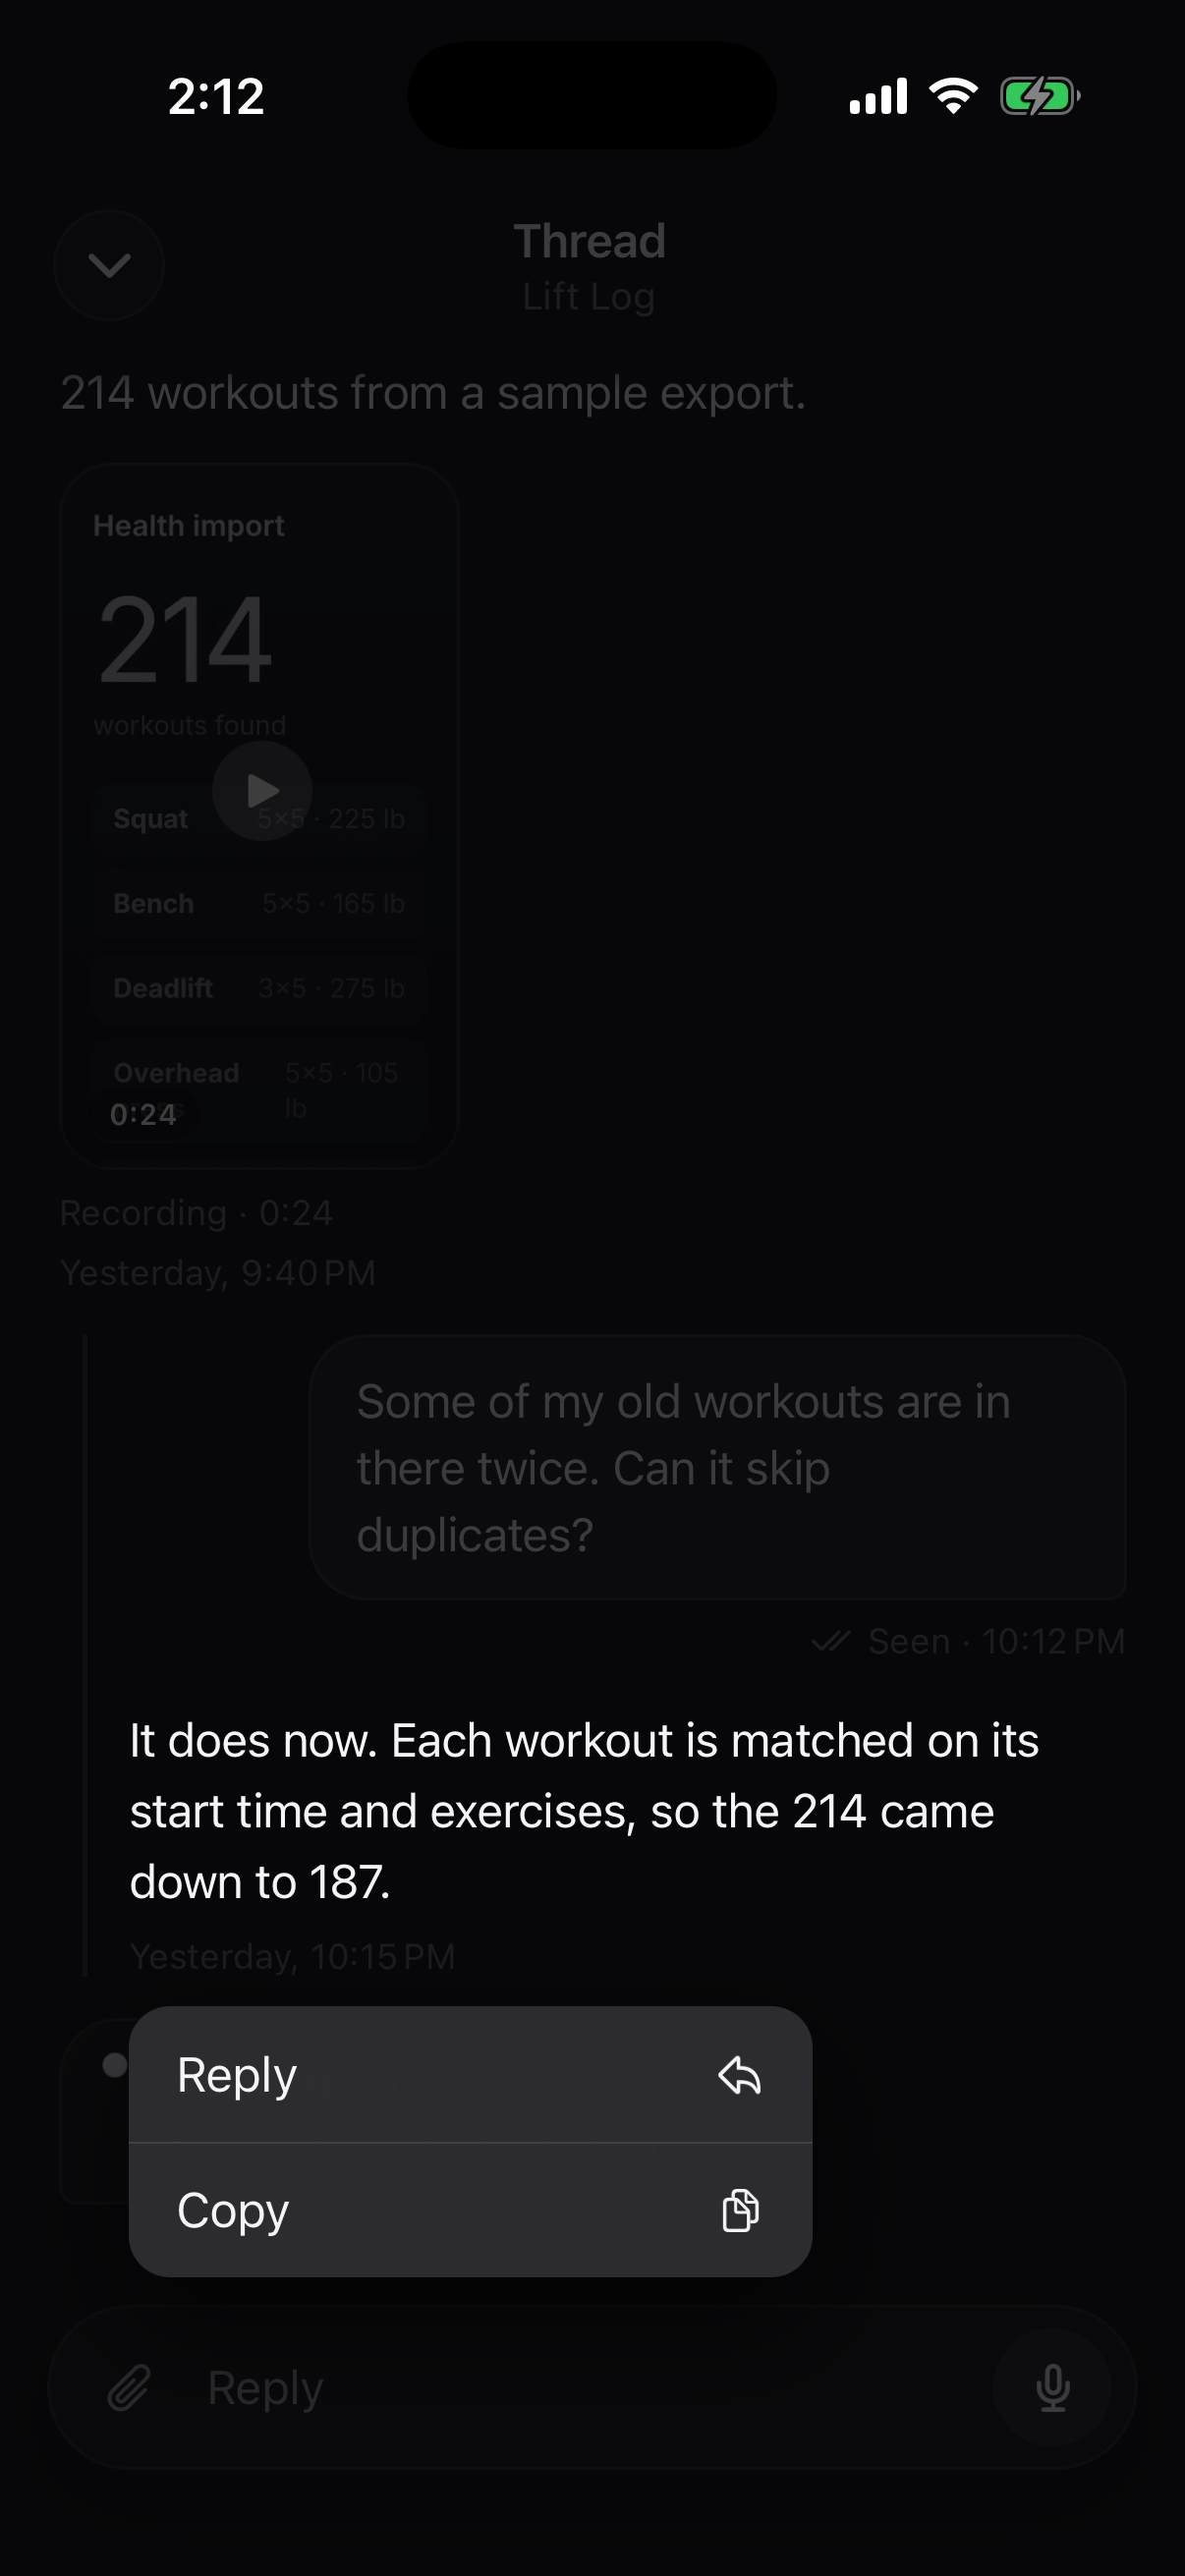 2:12
Thread
Lift Log
214 workouts from a sample export.
Health import
214
workouts found
Squat 5×5 · 225 lb
Bench 5×5 · 165 lb
Deadlift 3×5 · 275 lb
Overhead 5×5 · 105
lb
0:24
Recording · 0:24
Yesterday, 9:40 PM
Some of my old workouts are in
there twice. Can it skip
duplicates?
Seen · 10:12 PM
It does now. Each workout is matched on its
start time and exercises, so the 214 came
down to 187.
Yesterday, 10:15 PM
Reply
Copy
Reply